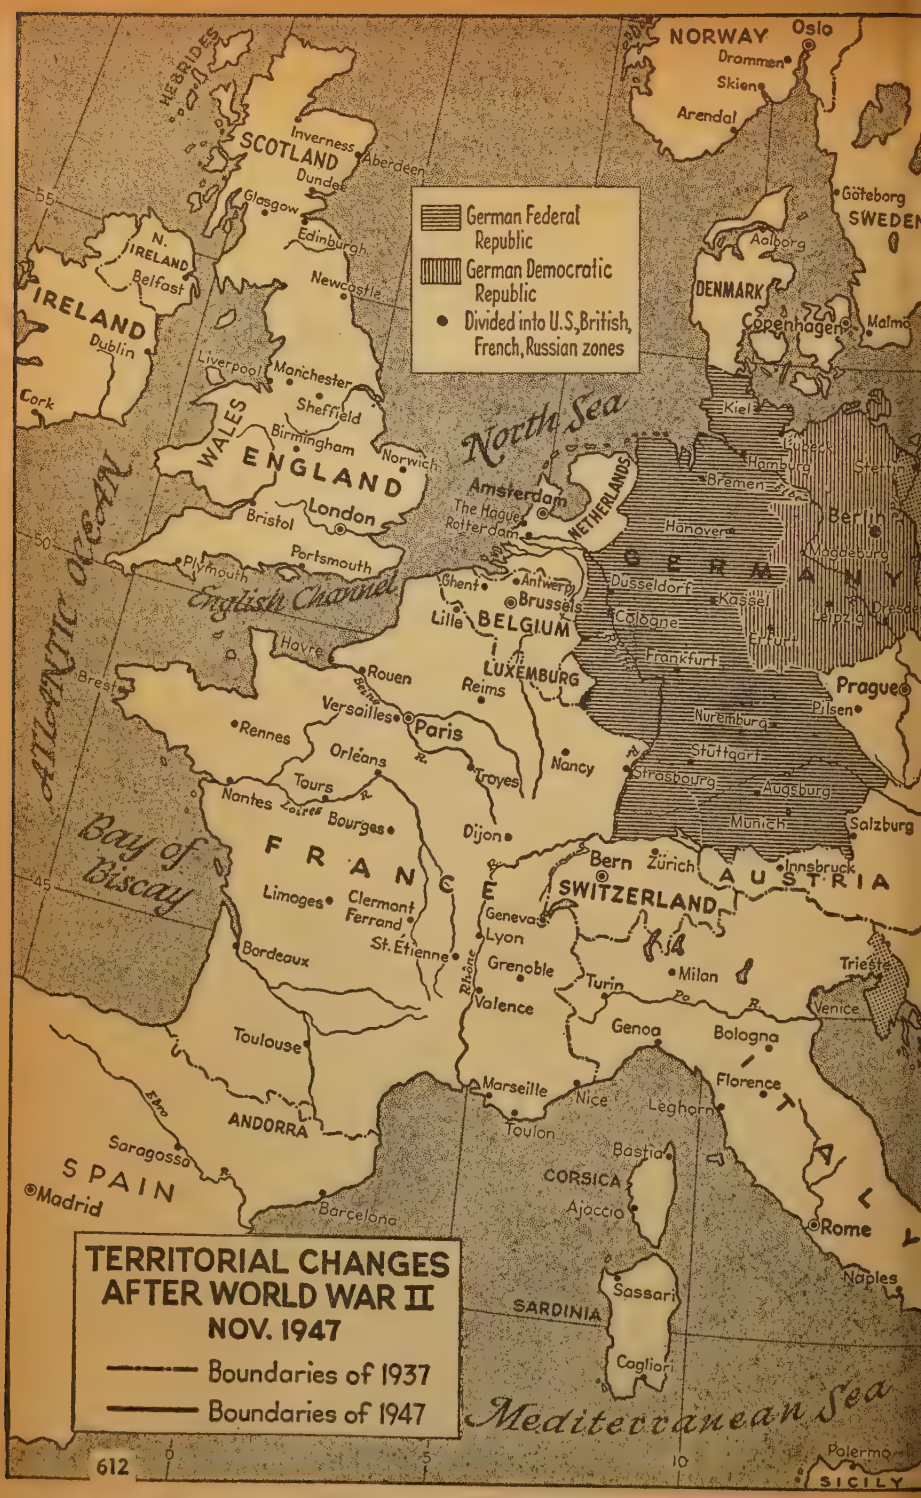 HEBRIDES
NORWAY
Oslo
Drammen
Skien
Arendal
Inverness
SCOTLAND
Aberdeen
Dundee
Glasgow
Edinburgh
55
Göteborg
SWEDEN
German Federal
Republic
German Democratic
Republic
Divided into U.S., British,
French, Russian zones
Aalborg
DENMARK
Copenhagen
Malmö
N.
IRELAND
Belfast
Newcastle
IRELAND
Dublin
Liverpool
Manchester
Sheffield
Cork
WALES
Birmingham
Norwich
ENGLAND
London
Bristol
Portsmouth
Plymouth
English Channel
North Sea
Kiel
Lübeck
Hamburg
Stettin
Bremen
Elbe
Amsterdam
The Hague
Rotterdam
NETHERLANDS
Hanover
Berlin
Magdeburg
GERMANY
50
ATLANTIC OCEAN
Ghent
Antwerp
Brussels
Lille
BELGIUM
Dusseldorf
Kassel
Cologne
Leipzig
Dresd
Erfurt
Havre
Rouen
Seine
R.
LUXEMBURG
Reims
Frankfurt
Prague
Pilsen
Brest
Versailles
Paris
Rennes
Orléans
Nancy
Nuremburg
Stuttgart
Tours
Troyes
Strasbourg
Augsburg
Nantes
Loire
R.
Bourges
Dijon
Munich
Salzburg
Bay of
Biscay
FRANCE
Bern
Zürich
AUSTRIA
Innsbruck
45
SWITZERLAND
Limoges
Clermont
Ferrand
Geneva
St. Étienne
Lyon
Bordeaux
Rhône
R.
Grenoble
Turin
Milan
Trieste
Valence
Po
R.
Venice
Toulouse
Genoa
Bologna
Florence
ITALY
Marseille
Nice
Leghorn
Toulon
ANDORRA
Ebro
R.
Saragossa
SPAIN
Madrid
Barcelona
Bastia
CORSICA
Ajaccio
Rome
Naples
Sassari
SARDINIA
Cagliari
TERRITORIAL CHANGES
AFTER WORLD WAR II
NOV. 1947
Boundaries of 1937
Boundaries of 1947
Mediterranean Sea
Palermo
SICILY
612
0
5
10